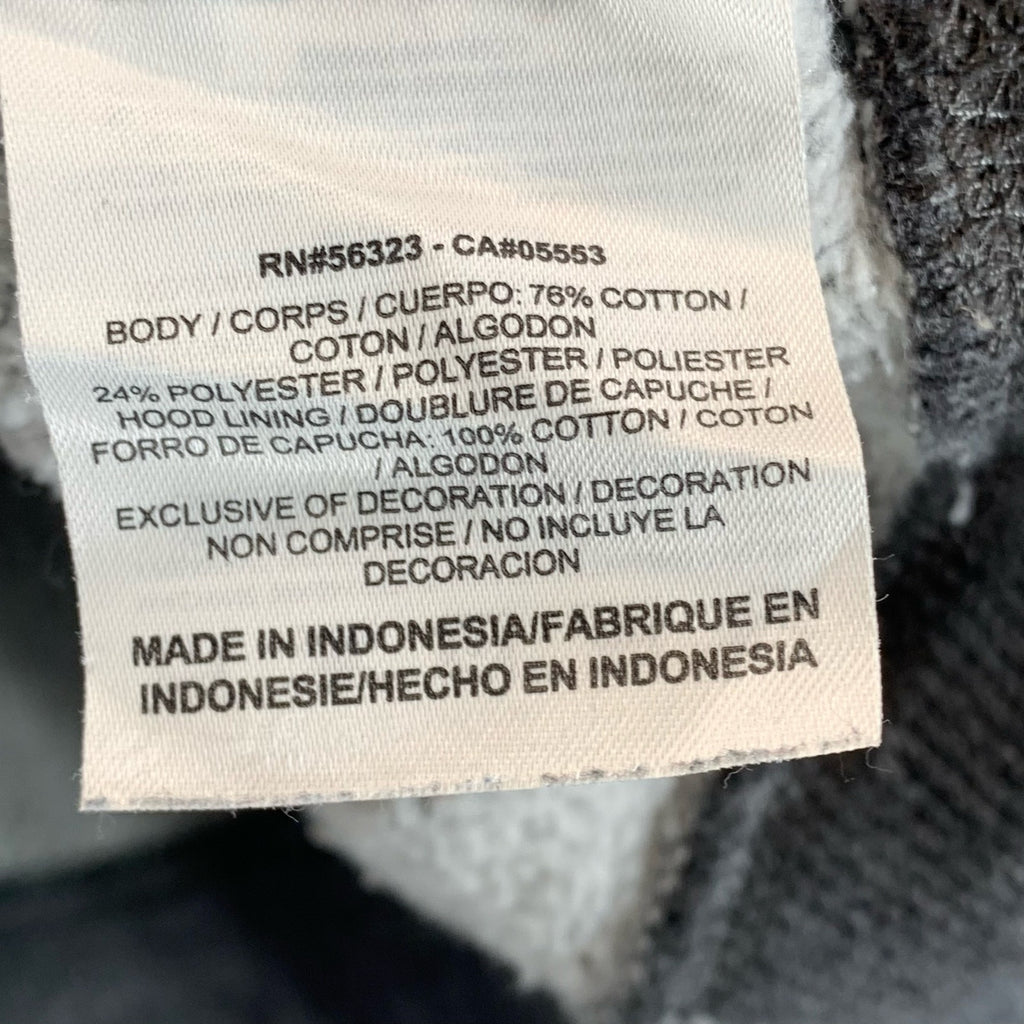 RN#56323 - CA#05553
BODY / CORPS / CUERPO: 76% COTTON /
COTON / ALGODON
24% POLYESTER / POLYESTER / POLIESTER
HOOD LINING / DOUBLURE DE CAPUCHE /
FORRO DE CAPUCHA: 100% COTTON / COTON
/ ALGODON
EXCLUSIVE OF DECORATION / DECORATION
NON COMPRISE / NO INCLUYE LA
DECORACION
MADE IN INDONESIA/FABRIQUE EN
INDONESIE/HECHO EN INDONESIA